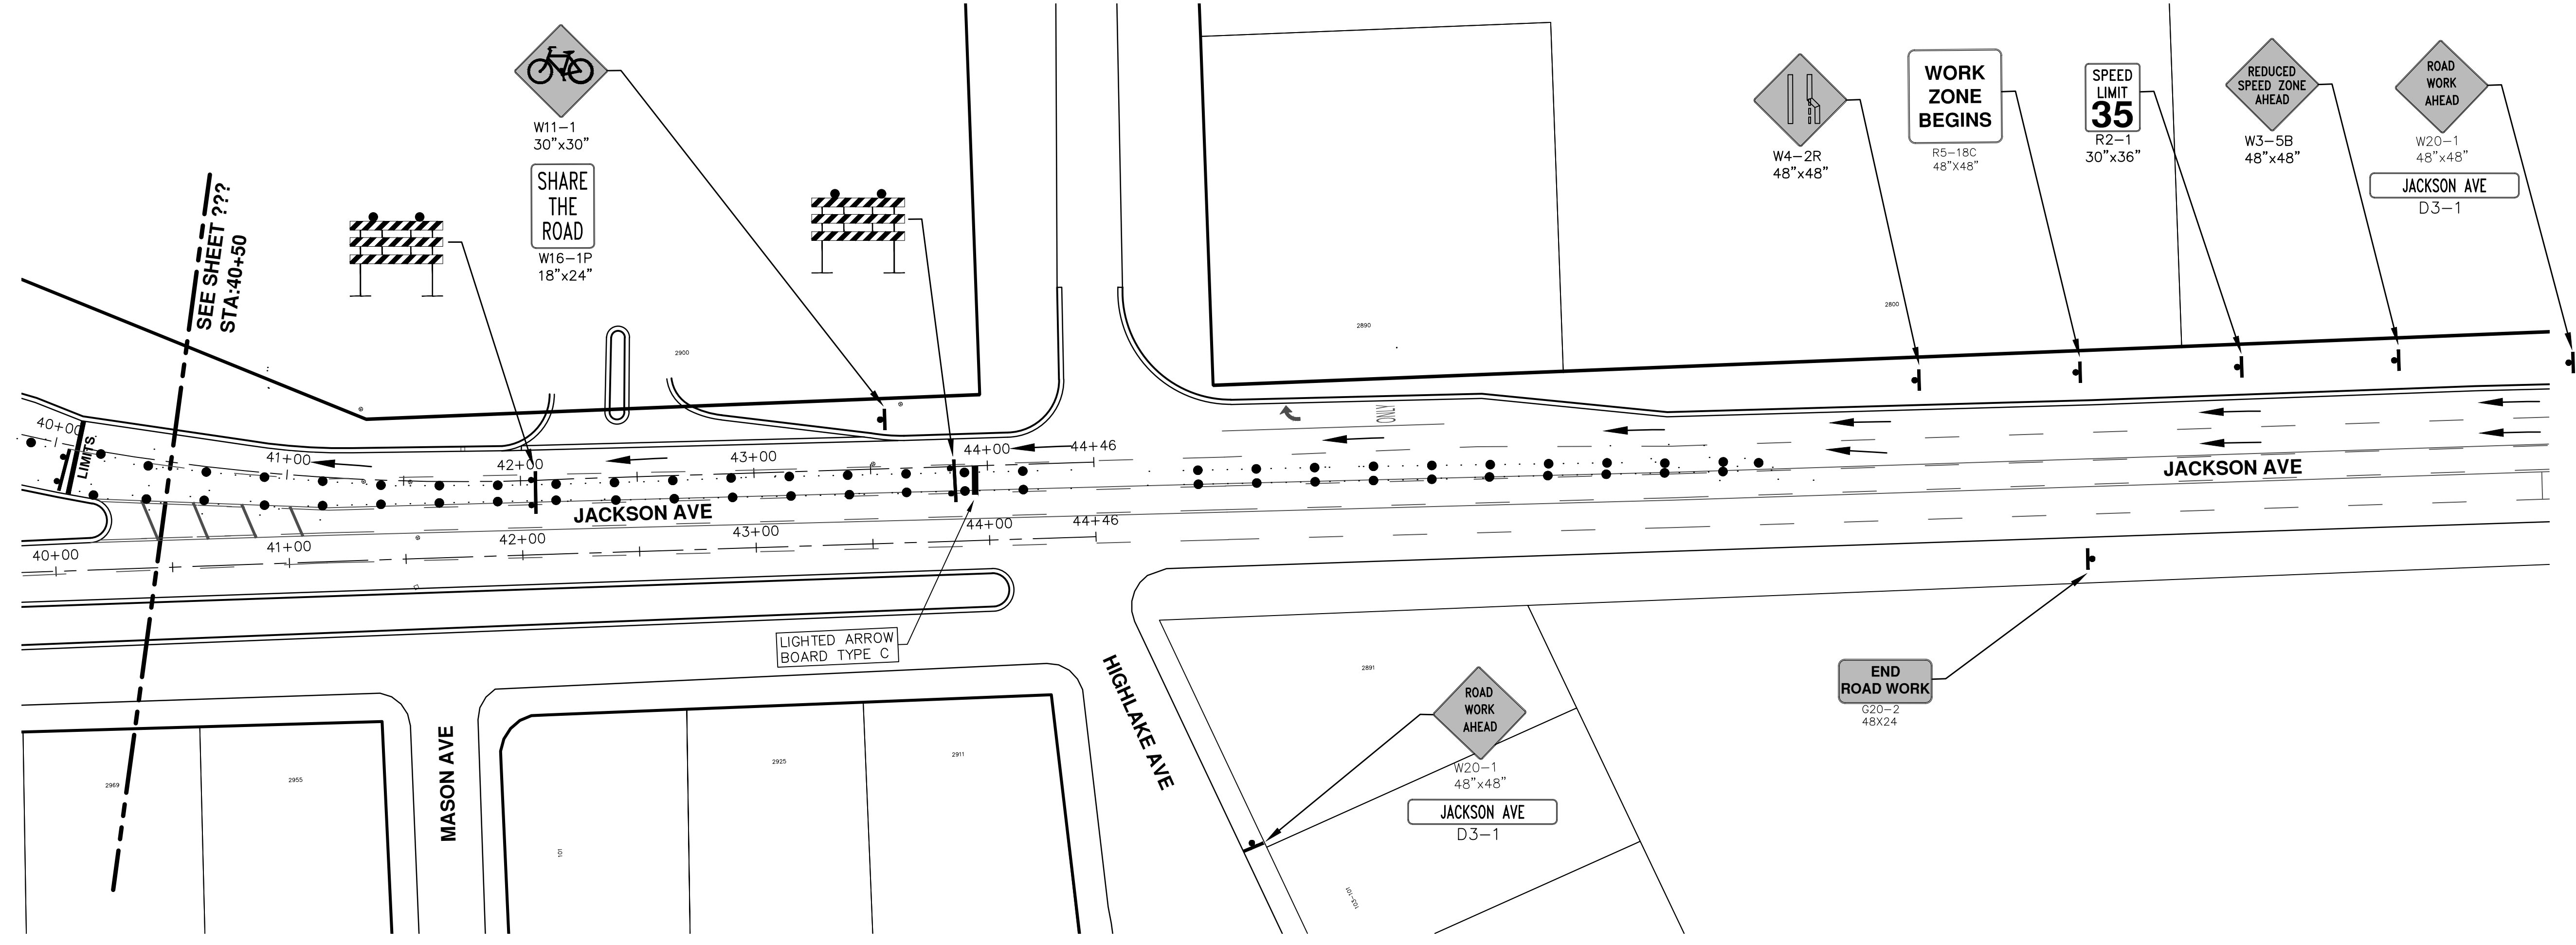 W11-1
30"x30"
SHARE
THE
ROAD
W16-1P
18"x24"
SEE SHEET ???
STA:40+50
WORK
ZONE
BEGINS
R5-18C
48"X48"
W4-2R
48"x48"
SPEED
LIMIT
35
R2-1
30"x36"
REDUCED
SPEED ZONE
AHEAD
W3-5B
48"x48"
ROAD
WORK
AHEAD
W20-1
48"x48"
JACKSON AVE
D3-1
2900
2890
2800
ONLY
40+00
LIMITS
41+00
42+00
43+00
44+00
44+46
JACKSON AVE
JACKSON AVE
40+00
41+00
42+00
43+00
44+00
44+46
LIGHTED ARROW
BOARD TYPE C
HIGHLAKE AVE
MASON AVE
2969
2955
2925
2911
101
2891
ROAD
WORK
AHEAD
W20-1
48"x48"
JACKSON AVE
D3-1
103-101
END
ROAD WORK
G20-2
48X24